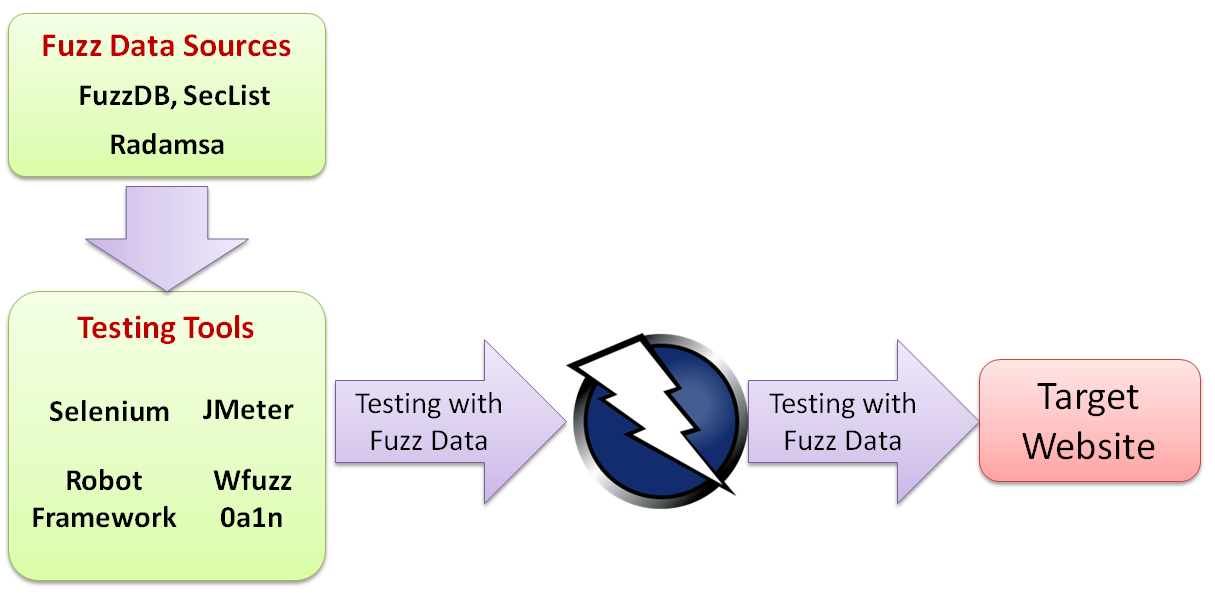 Fuzz Data Sources
FuzzDB, SecList
Radamsa
Testing Tools
Selenium JMeter
Robot Framework
Wfuzz
0a1n
Testing with
Fuzz Data
Testing with
Fuzz Data
Target
Website